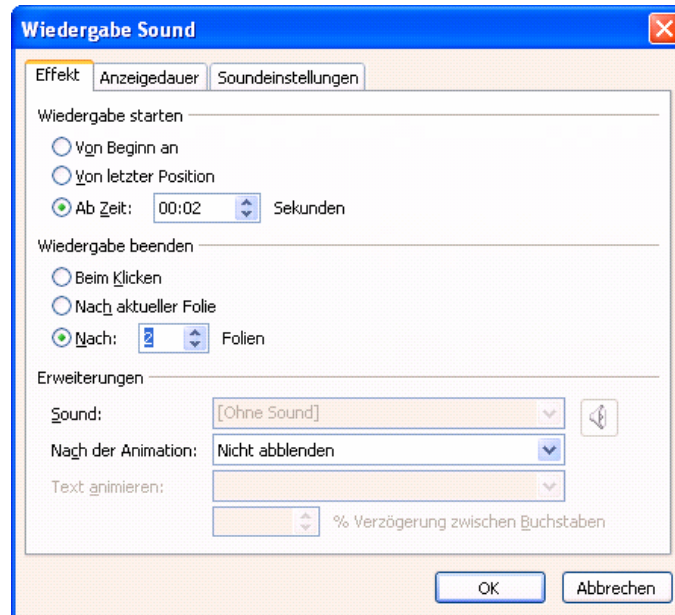 Wiedergabe Sound
Effekt Anzeigedauer Soundeinstellungen
Wiedergabe starten
Von Beginn an
Von letzter Position
Ab Zeit: 00:02 Sekunden
Wiedergabe beenden
Beim Klicken
Nach aktueller Folie
Nach: 2 Folien
Erweiterungen
Sound: [Ohne Sound]
Nach der Animation: Nicht abblenden
Text animieren:
% Verzögerung zwischen Buchstaben
OK Abbrechen